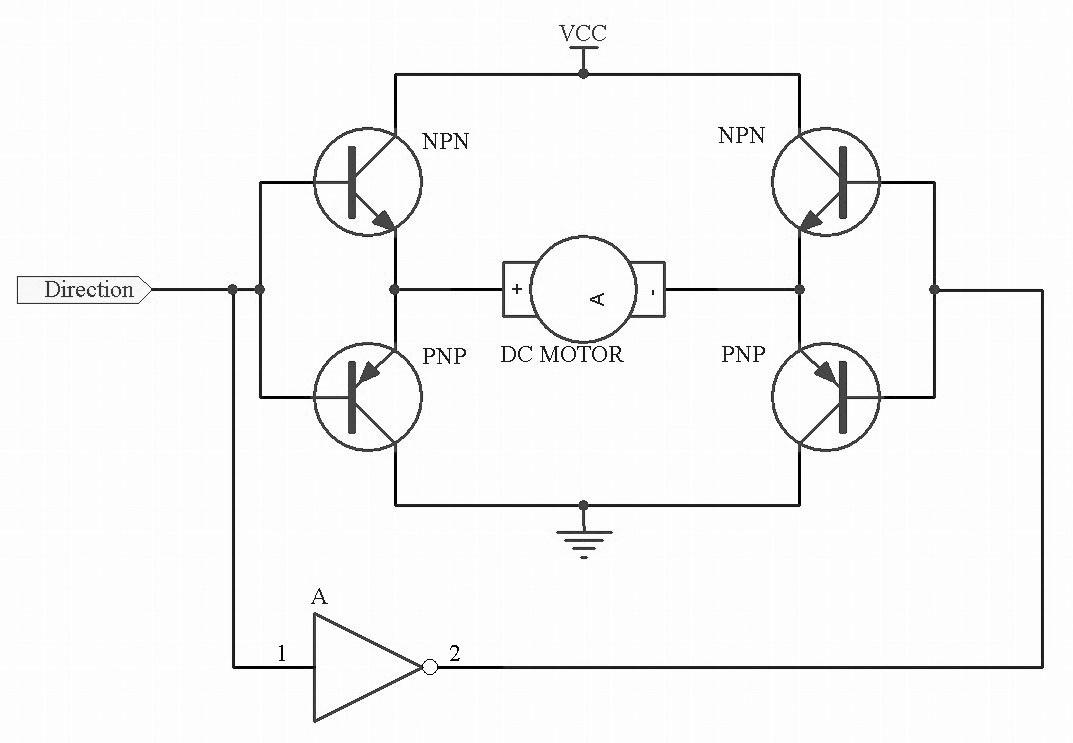 VCC
NPN
NPN
Direction
+
A
-
PNP
DC MOTOR
PNP
A
1
2